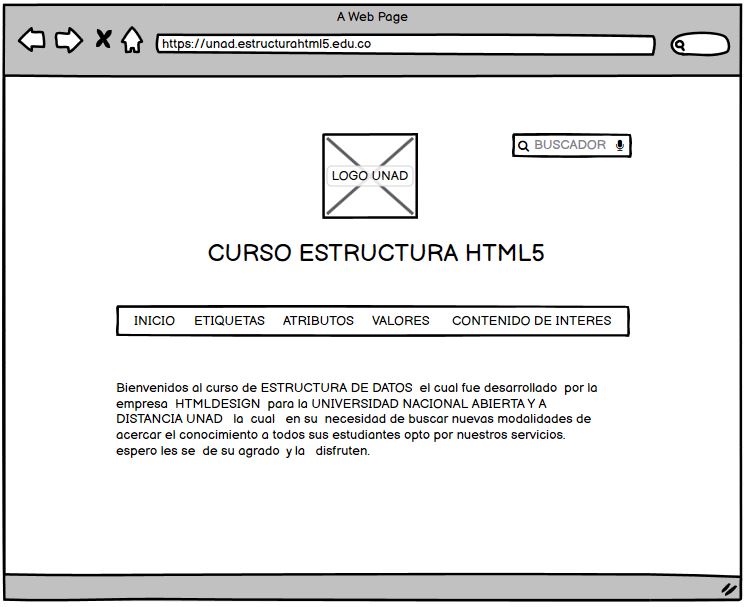 A Web Page
https://unad.estructurahtml5.edu.co
LOGO UNAD
BUSCADOR
CURSO ESTRUCTURA HTML5
INICIO ETIQUETAS ATRIBUTOS VALORES CONTENIDO DE INTERES
Bienvenidos al curso de ESTRUCTURA DE DATOS el cual fue desarrollado por la
empresa HTMLDESIGN para la UNIVERSIDAD NACIONAL ABIERTA Y A
DISTANCIA UNAD la cual en su necesidad de buscar nuevas modalidades de
acercar el conocimiento a todos sus estudiantes opto por nuestros servicios.
espero les se de su agrado y la disfruten.